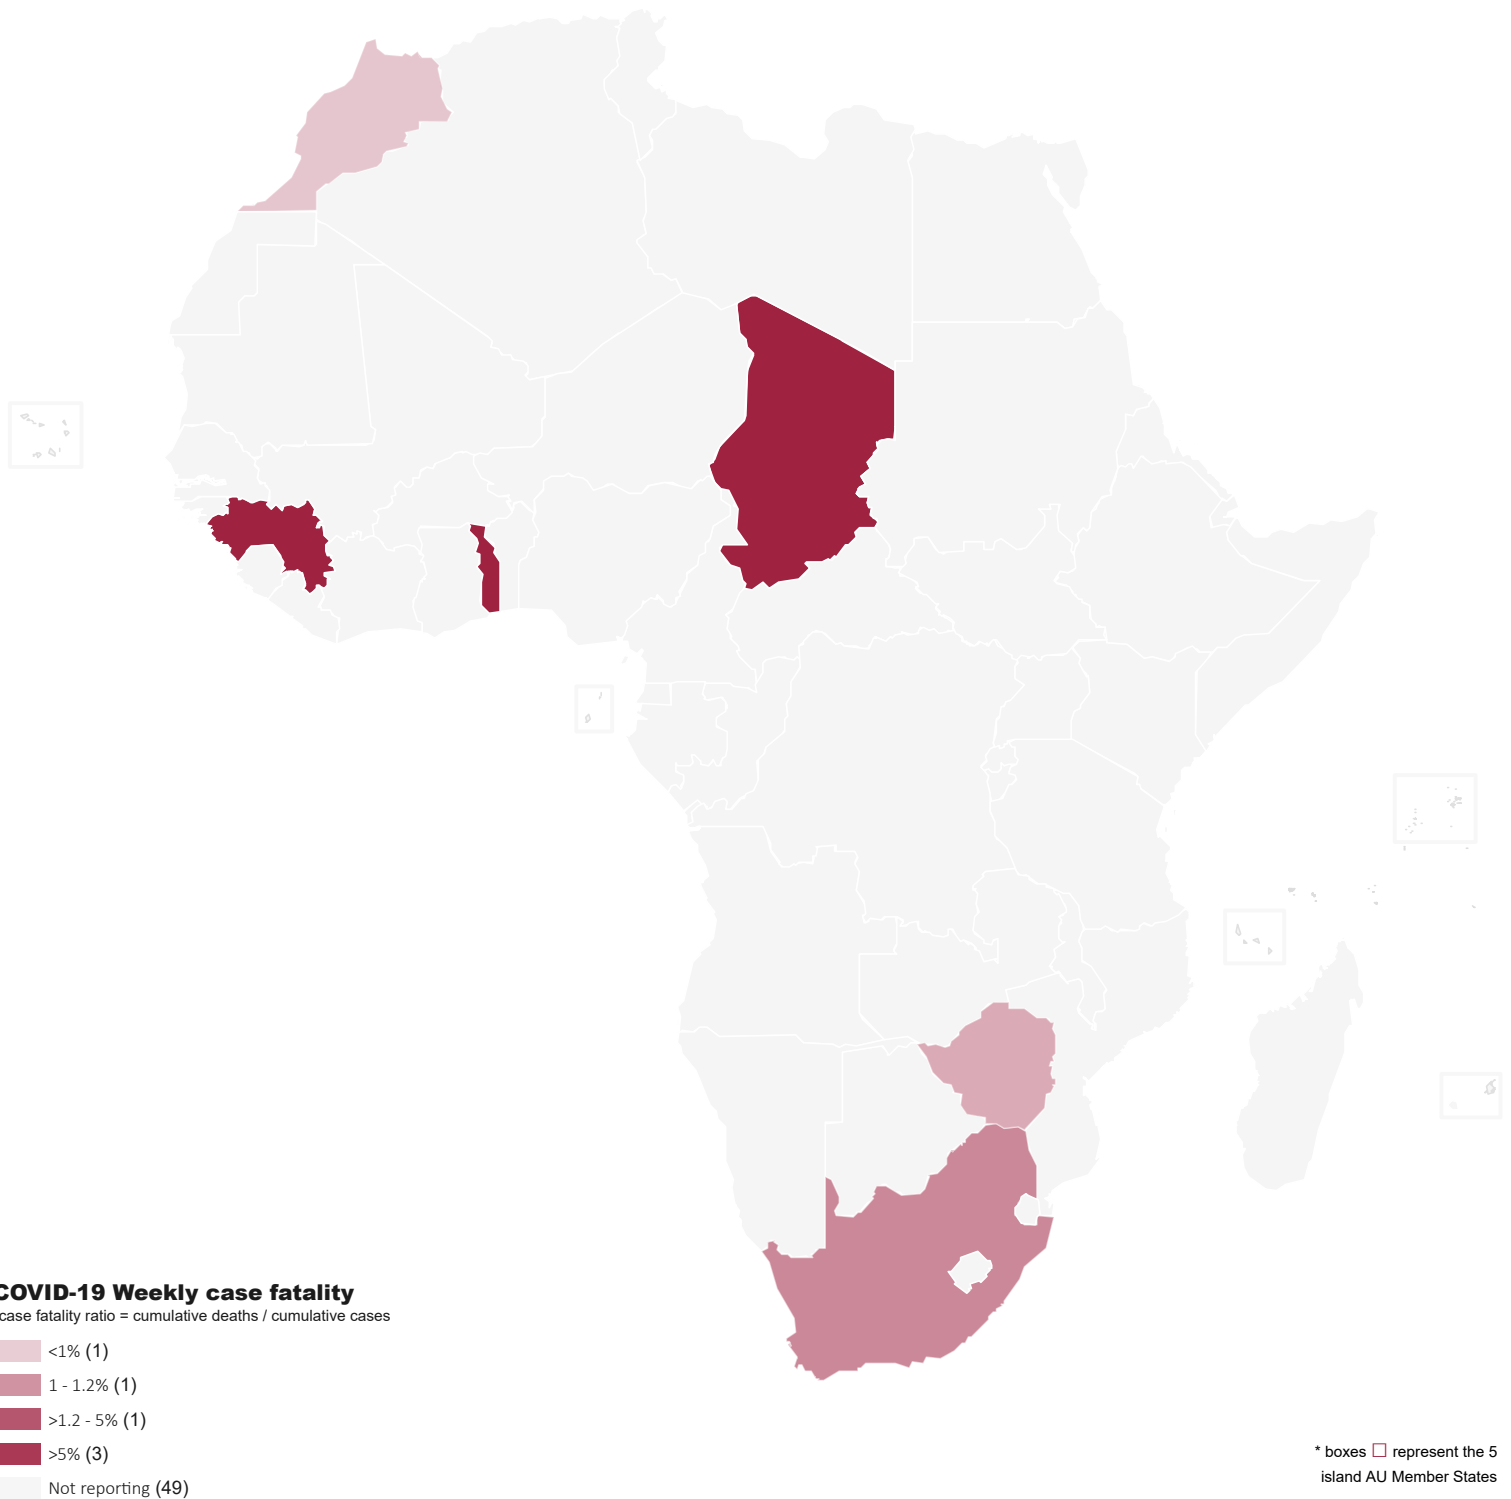 COVID-19 Weekly case fatality
case fatality ratio = cumulative deaths / cumulative cases
<1% (1)
1 - 1.2% (1)
>1.2 - 5% (1)
>5% (3)
Not reporting (49)
* boxes □ represent the 5
island AU Member States